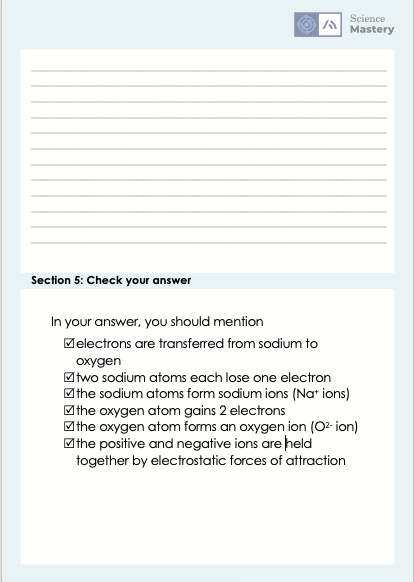 Science
Mastery
Section 5: Check your answer
In your answer, you should mention
☑electrons are transferred from sodium to
oxygen
☑two sodium atoms each lose one electron
☑the sodium atoms form sodium ions (Na⁺ ions)
☑the oxygen atom gains 2 electrons
☑the oxygen atom forms an oxygen ion (O²⁻ ion)
☑the positive and negative ions are held
together by electrostatic forces of attraction